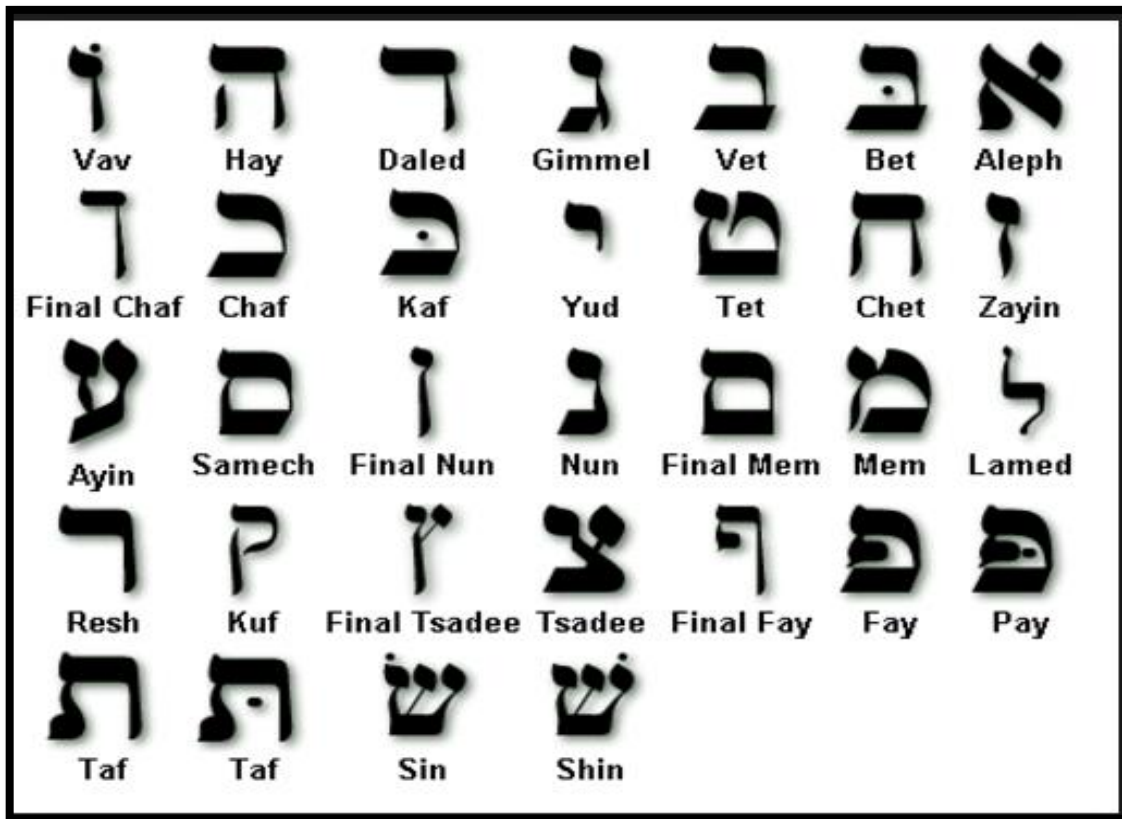 א בּ ב ג ד ה וֹ
Vav Hay Daled Gimmel Vet Bet Aleph
ז ח ט י כּ כ ך
Final Chaf Chaf Kaf Yud Tet Chet Zayin
ל מ ם נ ן ס ע
Ayin Samech Final Nun Nun Final Mem Mem Lamed
פּ פ ף צ ץ ק ר
Resh Kuf Final Tsadee Tsadee Final Fay Fay Pay
שׁ שׂ תּ ת
Taf Taf Sin Shin